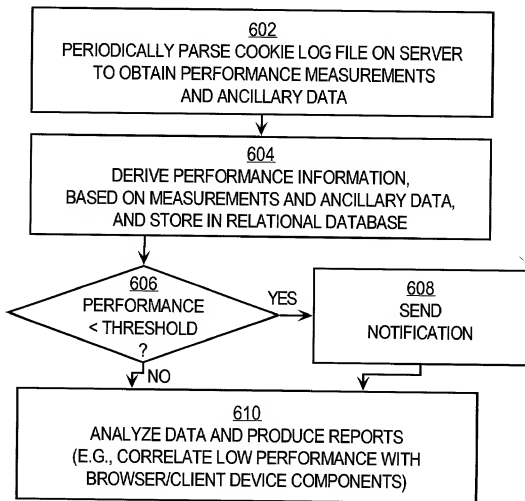 602
PERIODICALLY PARSE COOKIE LOG FILE ON SERVER
TO OBTAIN PERFORMANCE MEASUREMENTS
AND ANCILLARY DATA
604
DERIVE PERFORMANCE INFORMATION,
BASED ON MEASUREMENTS AND ANCILLARY DATA,
AND STORE IN RELATIONAL DATABASE
606
PERFORMANCE
< THRESHOLD
?
YES
608
SEND
NOTIFICATION
NO
610
ANALYZE DATA AND PRODUCE REPORTS
(E.G., CORRELATE LOW PERFORMANCE WITH
BROWSER/CLIENT DEVICE COMPONENTS)